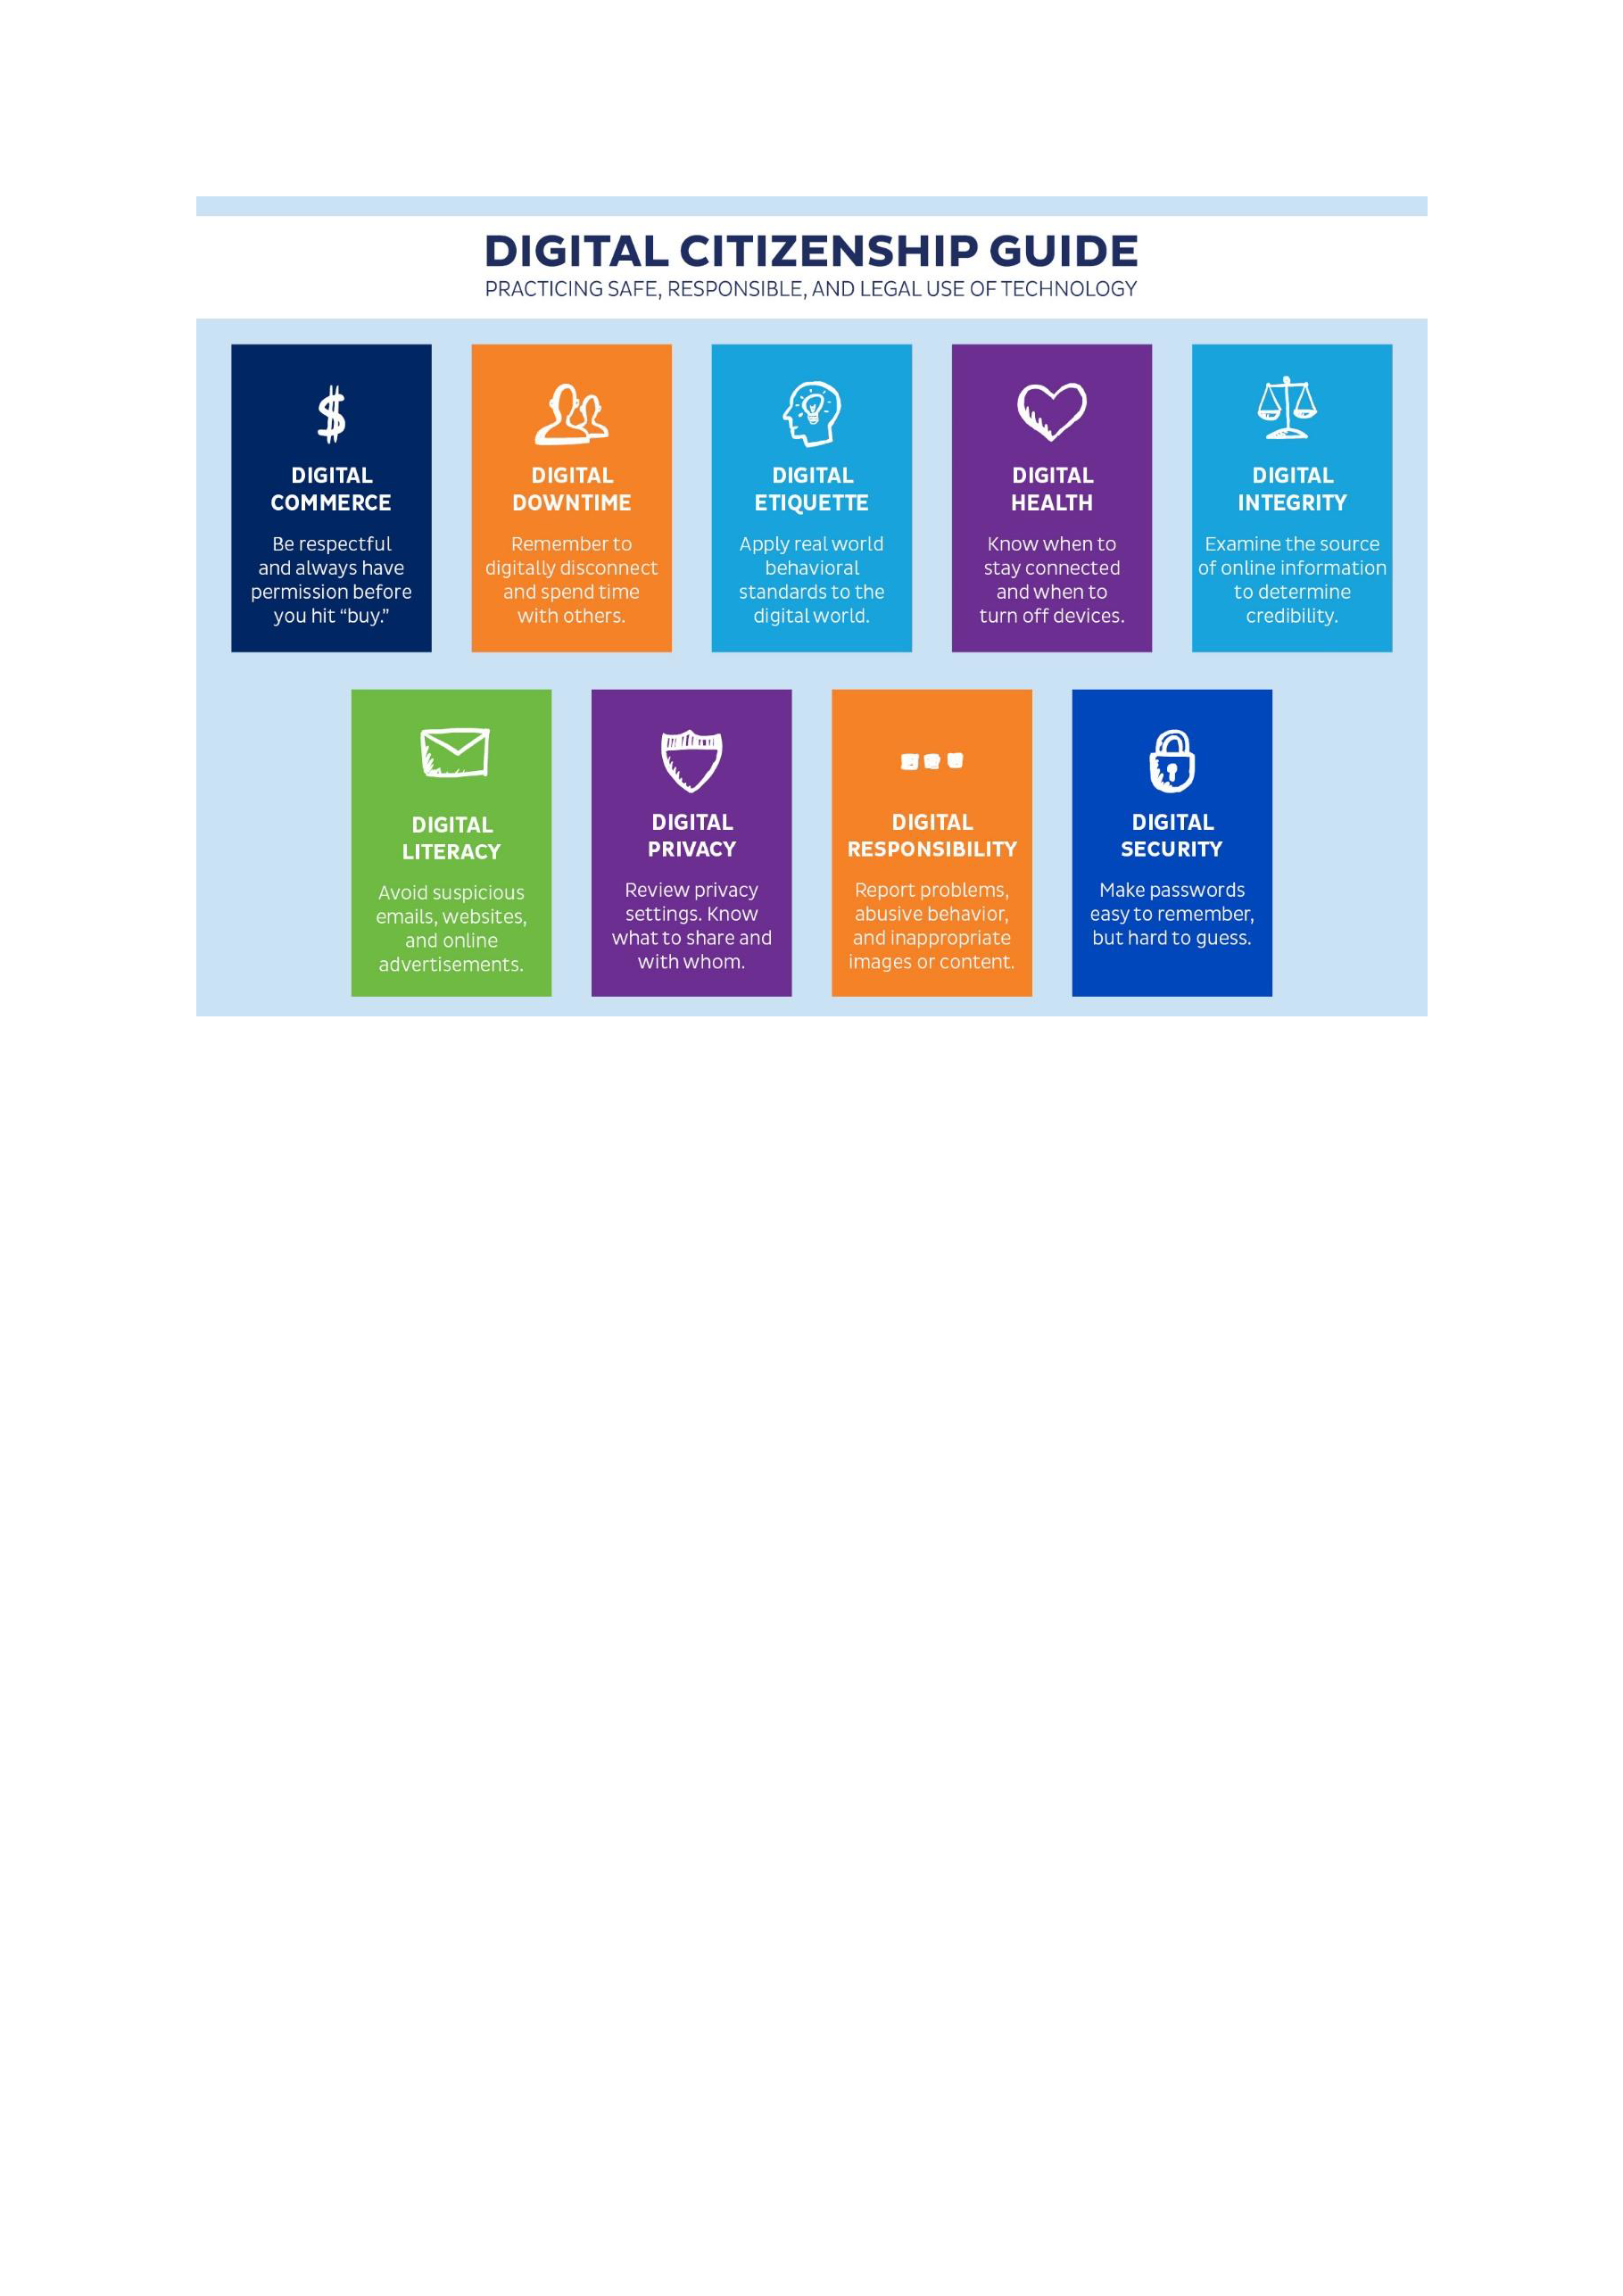 DIGITAL CITIZENSHIP GUIDE
PRACTICING SAFE, RESPONSIBLE, AND LEGAL USE OF TECHNOLOGY
$
DIGITAL
COMMERCE
Be respectful
and always have
permission before
you hit “buy.”
DIGITAL
DOWNTIME
Remember to
digitally disconnect
and spend time
with others.
DIGITAL
ETIQUETTE
Apply real world
behavioral
standards to the
digital world.
DIGITAL
HEALTH
Know when to
stay connected
and when to
turn off devices.
DIGITAL
INTEGRITY
Examine the source
of online information
to determine
credibility.
DIGITAL
LITERACY
Avoid suspicious
emails, websites,
and online
advertisements.
DIGITAL
PRIVACY
Review privacy
settings. Know
what to share and
with whom.
DIGITAL
RESPONSIBILITY
Report problems,
abusive behavior,
and inappropriate
images or content.
DIGITAL
SECURITY
Make passwords
easy to remember,
but hard to guess.